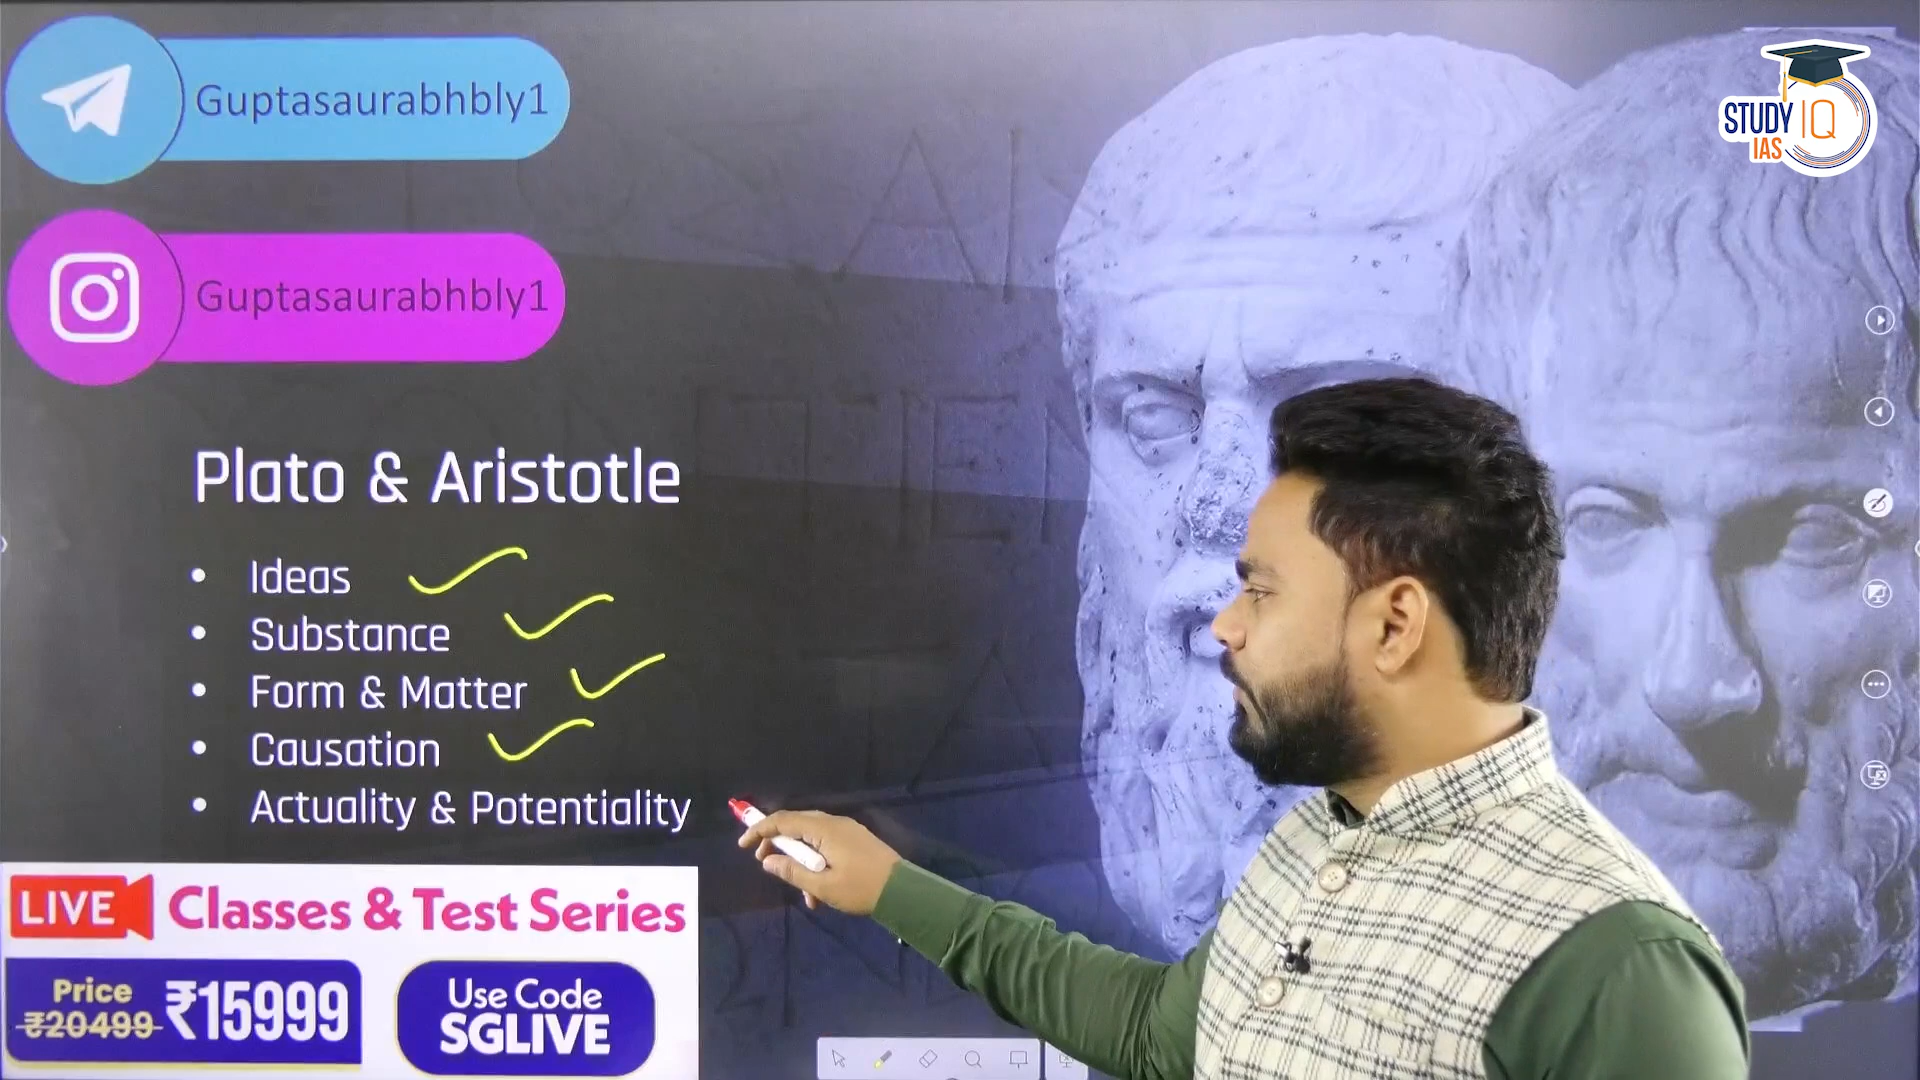 Guptasaurabhbly1
Guptasaurabhbly1
STUDY IQ
IAS
Plato & Aristotle
• Ideas
• Substance
• Form & Matter
• Causation
• Actuality & Potentiality
LIVE Classes & Test Series
Price
₹20499 ₹15999
Use Code
SGLIVE